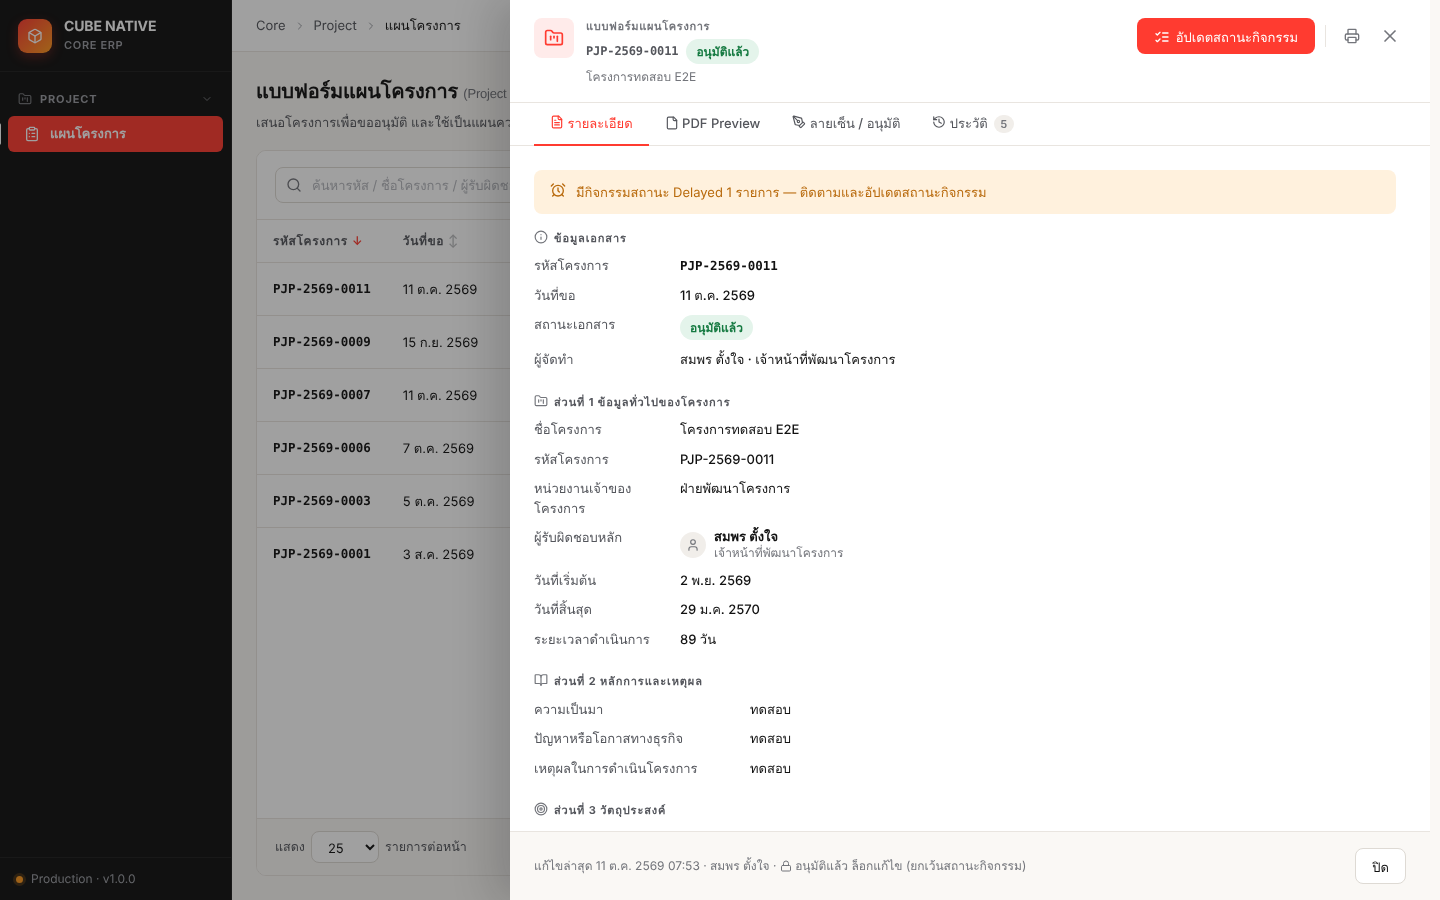 CUBE NATIVE
CORE ERP
PROJECT
แผนโครงการ
Production · v1.0.0
Core > Project > แผนโครงการ
แบบฟอร์มแผนโครงการ (Project
เสนอโครงการเพื่อขออนุมัติ และใช้เป็นแผนคว
ค้นหารหัส / ชื่อโครงการ / ผู้รับผิดช
รหัสโครงการ วันที่ขอ
PJP-2569-0011 11 ต.ค. 2569
PJP-2569-0009 15 ก.ย. 2569
PJP-2569-0007 11 ต.ค. 2569
PJP-2569-0006 7 ต.ค. 2569
PJP-2569-0003 5 ต.ค. 2569
PJP-2569-0001 3 ส.ค. 2569
แสดง 25 รายการต่อหน้า
แบบฟอร์มแผนโครงการ
PJP-2569-0011 อนุมัติแล้ว
โครงการทดสอบ E2E
อัปเดตสถานะกิจกรรม
รายละเอียด PDF Preview ลายเซ็น / อนุมัติ ประวัติ 5
มีกิจกรรมสถานะ Delayed 1 รายการ — ติดตามและอัปเดตสถานะกิจกรรม
ข้อมูลเอกสาร
รหัสโครงการ PJP-2569-0011
วันที่ขอ 11 ต.ค. 2569
สถานะเอกสาร อนุมัติแล้ว
ผู้จัดทำ สมพร ตั้งใจ · เจ้าหน้าที่พัฒนาโครงการ
ส่วนที่ 1 ข้อมูลทั่วไปของโครงการ
ชื่อโครงการ โครงการทดสอบ E2E
รหัสโครงการ PJP-2569-0011
หน่วยงานเจ้าของ ฝ่ายพัฒนาโครงการ
โครงการ
ผู้รับผิดชอบหลัก สมพร ตั้งใจ
เจ้าหน้าที่พัฒนาโครงการ
วันที่เริ่มต้น 2 พ.ย. 2569
วันที่สิ้นสุด 29 ม.ค. 2570
ระยะเวลาดำเนินการ 89 วัน
ส่วนที่ 2 หลักการและเหตุผล
ความเป็นมา ทดสอบ
ปัญหาหรือโอกาสทางธุรกิจ ทดสอบ
เหตุผลในการดำเนินโครงการ ทดสอบ
ส่วนที่ 3 วัตถุประสงค์
แก้ไขล่าสุด 11 ต.ค. 2569 07:53 · สมพร ตั้งใจ · อนุมัติแล้ว ล็อกแก้ไข (ยกเว้นสถานะกิจกรรม)
ปิด